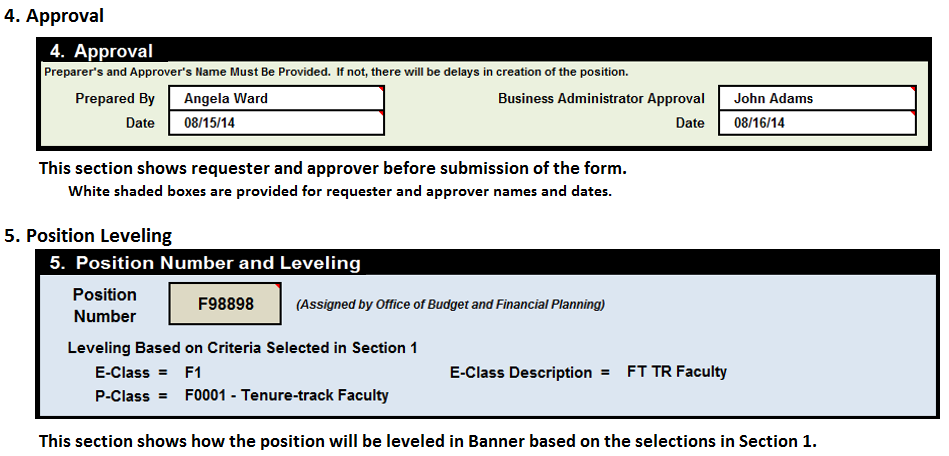 4. Approval
4. Approval
Preparer's and Approver's Name Must Be Provided. If not, there will be delays in creation of the position.
Prepared By Angela Ward Business Administrator Approval John Adams
Date 08/15/14 Date 08/16/14
This section shows requester and approver before submission of the form.
White shaded boxes are provided for requester and approver names and dates.
5. Position Leveling
5. Position Number and Leveling
Position
Number F98898 (Assigned by Office of Budget and Financial Planning)
Leveling Based on Criteria Selected in Section 1
E-Class = F1 E-Class Description = FT TR Faculty
P-Class = F0001 - Tenure-track Faculty
This section shows how the position will be leveled in Banner based on the selections in Section 1.